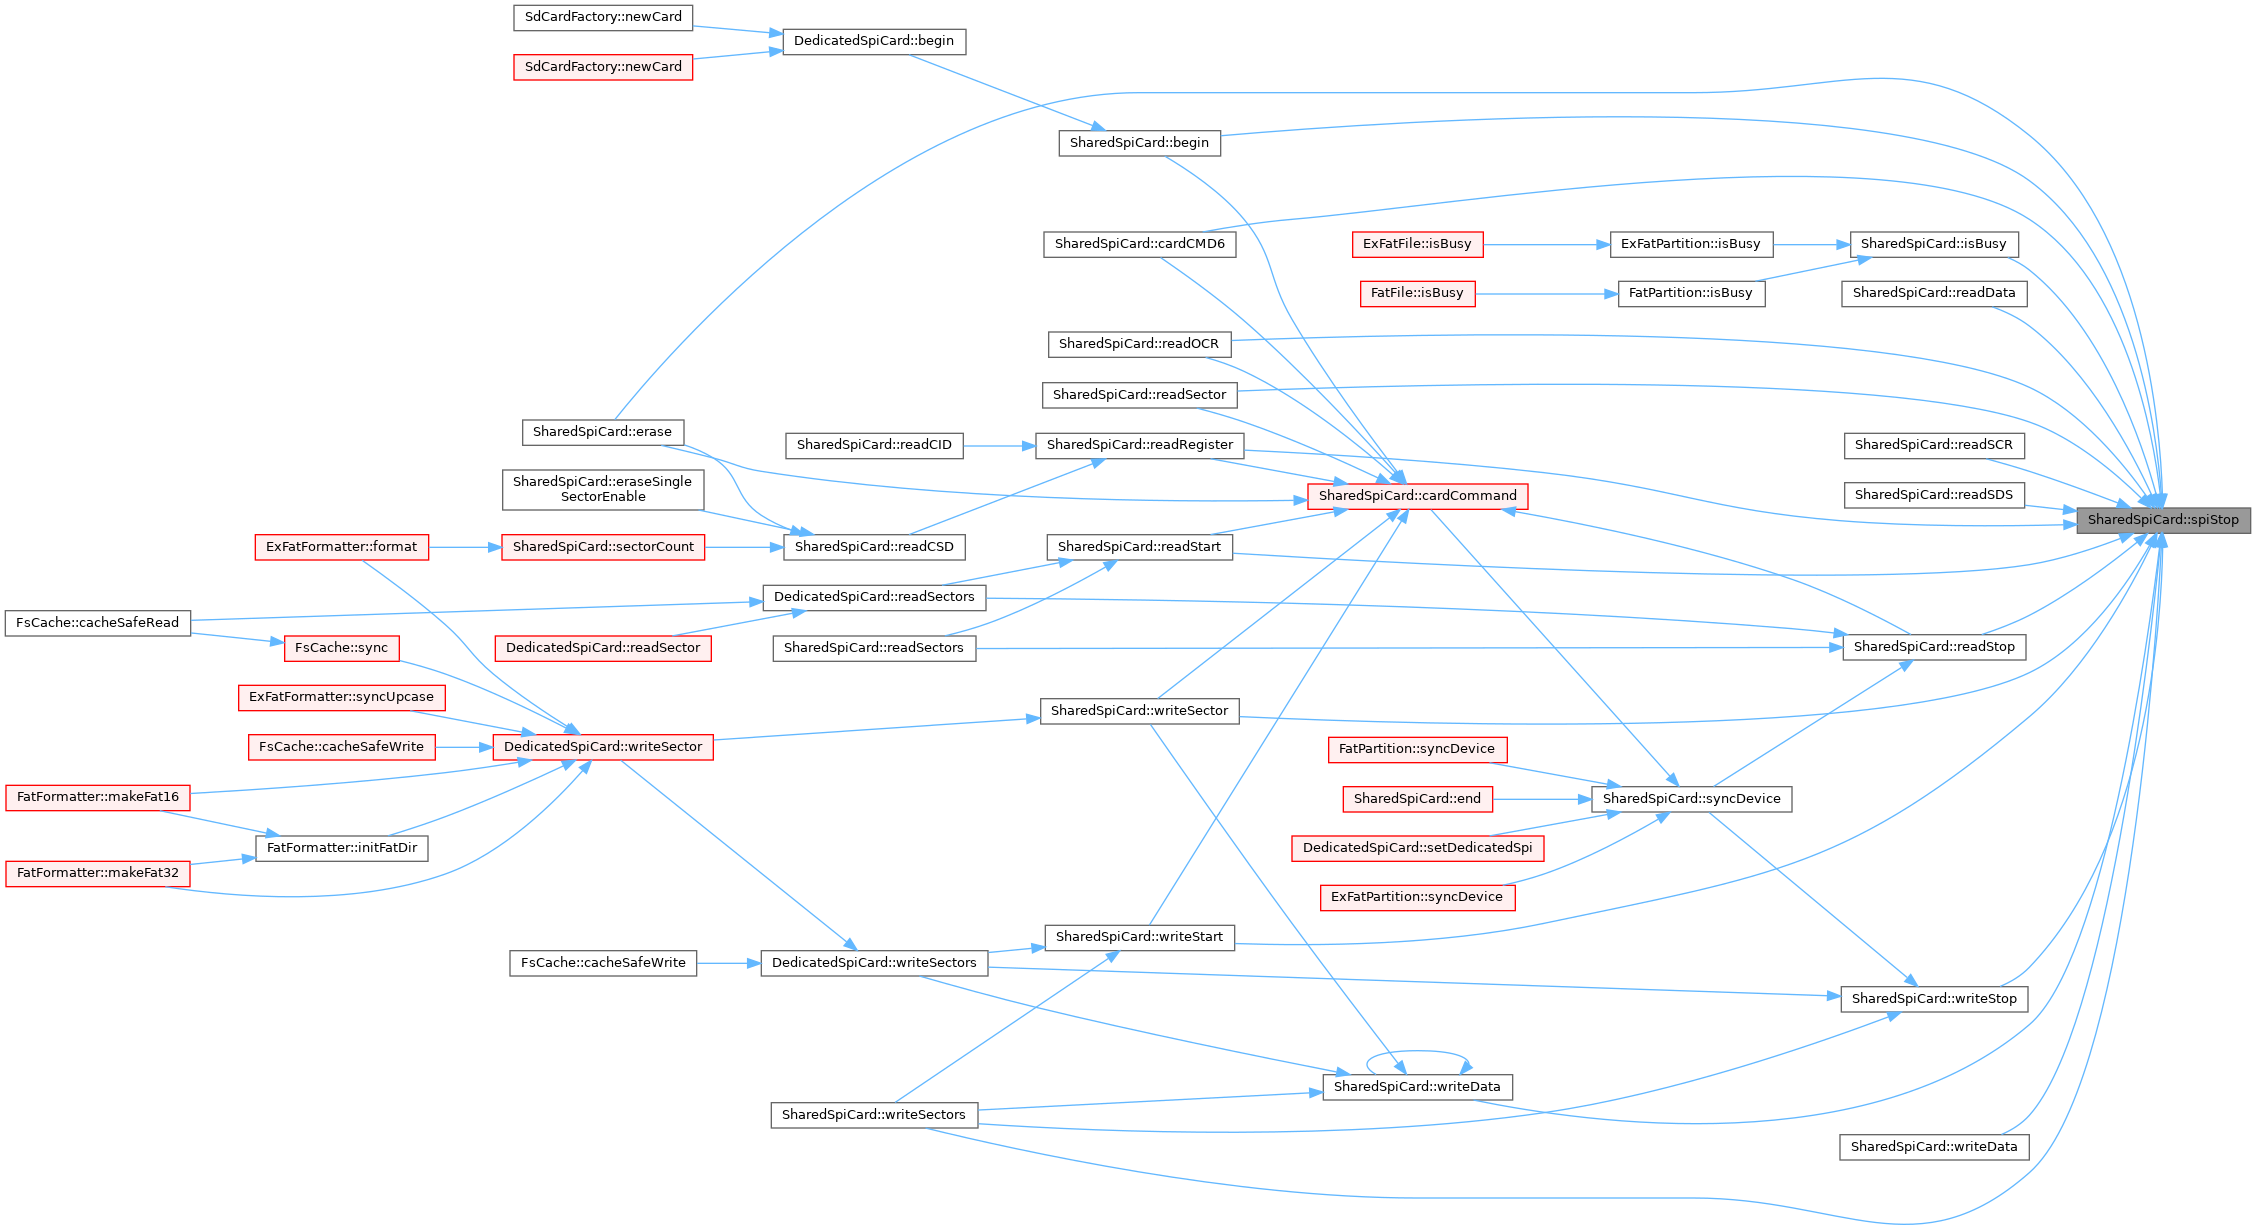 SdCardFactory::newCard
DedicatedSpiCard::begin
SdCardFactory::newCard
SharedSpiCard::begin
SharedSpiCard::cardCMD6
ExFatFile::isBusy
ExFatPartition::isBusy
SharedSpiCard::isBusy
FatFile::isBusy
FatPartition::isBusy
SharedSpiCard::readData
SharedSpiCard::readOCR
SharedSpiCard::readSector
SharedSpiCard::erase
SharedSpiCard::readCID
SharedSpiCard::readRegister
SharedSpiCard::readSCR
SharedSpiCard::eraseSingle
SectorEnable
SharedSpiCard::cardCommand
SharedSpiCard::readSDS
SharedSpiCard::spiStop
ExFatFormatter::format
SharedSpiCard::sectorCount
SharedSpiCard::readCSD
SharedSpiCard::readStart
DedicatedSpiCard::readSectors
FsCache::cacheSafeRead
FsCache::sync
DedicatedSpiCard::readSector
SharedSpiCard::readSectors
SharedSpiCard::readStop
ExFatFormatter::syncUpcase
SharedSpiCard::writeSector
FsCache::cacheSafeWrite
DedicatedSpiCard::writeSector
FatPartition::syncDevice
FatFormatter::makeFat16
SharedSpiCard::end
SharedSpiCard::syncDevice
FatFormatter::initFatDir
DedicatedSpiCard::setDedicatedSpi
FatFormatter::makeFat32
ExFatPartition::syncDevice
SharedSpiCard::writeStart
FsCache::cacheSafeWrite
DedicatedSpiCard::writeSectors
SharedSpiCard::writeStop
SharedSpiCard::writeData
SharedSpiCard::writeSectors
SharedSpiCard::writeData